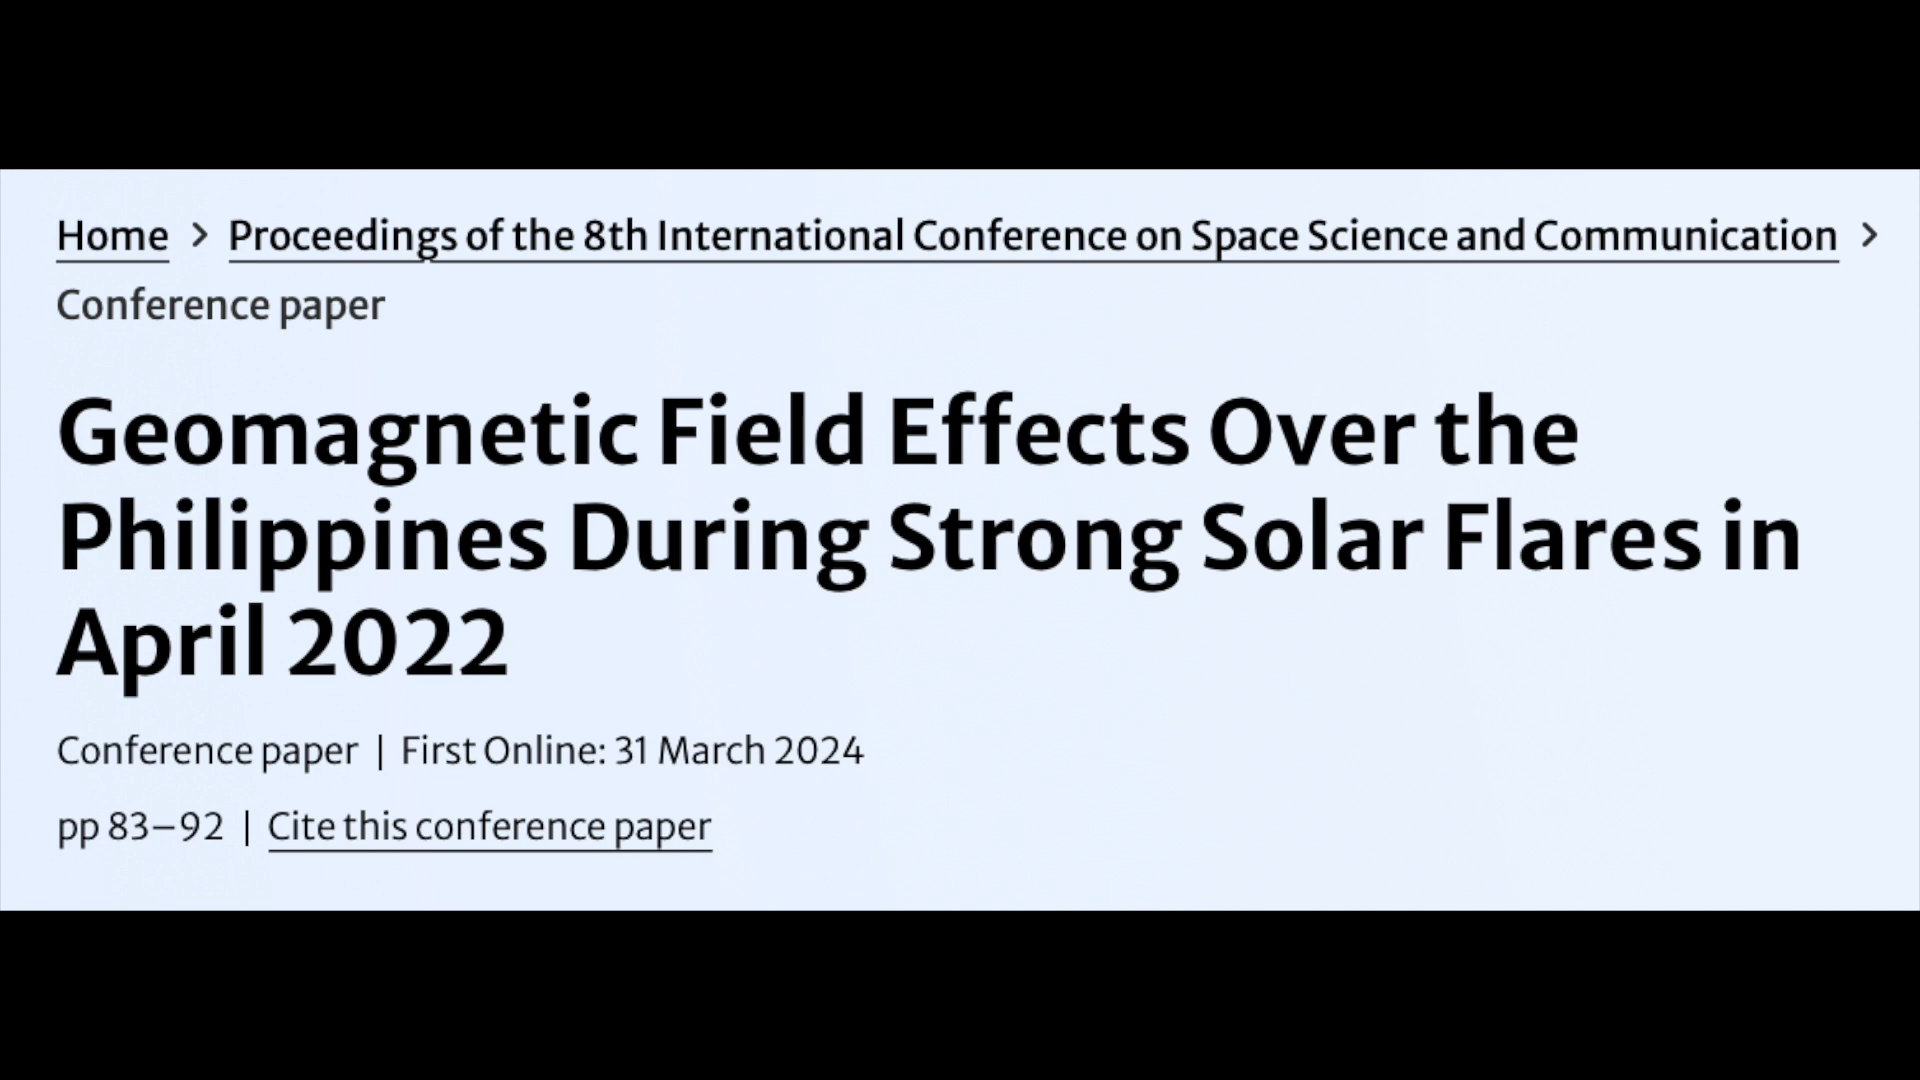 Home > Proceedings of the 8th International Conference on Space Science and Communication >
Conference paper
Geomagnetic Field Effects Over the
Philippines During Strong Solar Flares in
April 2022
Conference paper | First Online: 31 March 2024
pp 83–92 | Cite this conference paper